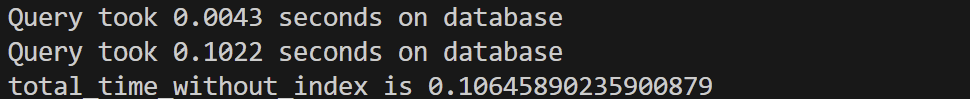 Query took 0.0043 seconds on database
Query took 0.1022 seconds on database
total_time_without_index is 0.10645890235900879